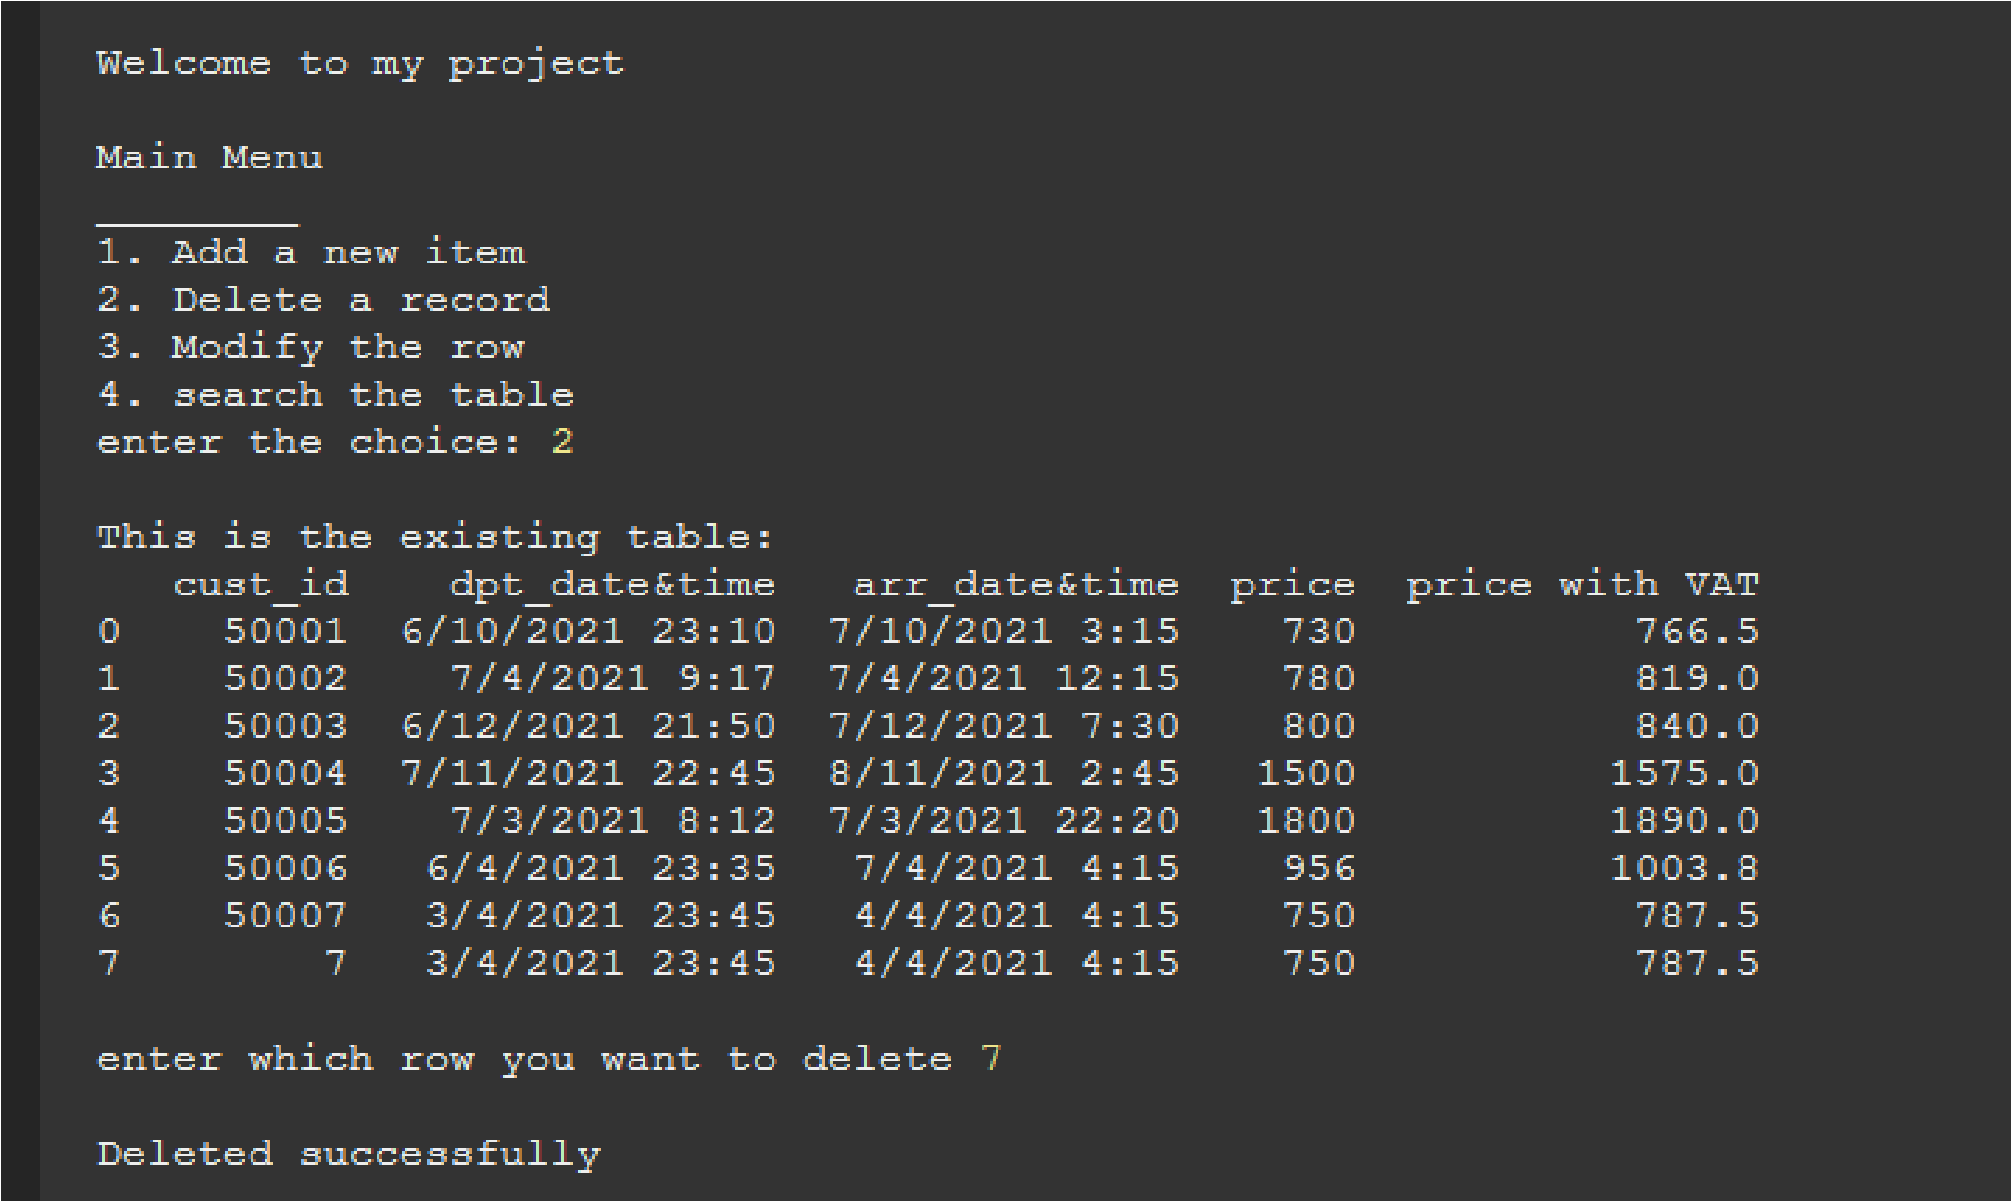 Welcome to my project
Main Menu
________
1. Add a new item
2. Delete a record
3. Modify the row
4. search the table
enter the choice: 2
This is the existing table:
   cust_id    dpt_date&time   arr_date&time  price  price with VAT
0    50001  6/10/2021 23:10  7/10/2021 3:15    730           766.5
1    50002    7/4/2021 9:17  7/4/2021 12:15    780           819.0
2    50003  6/12/2021 21:50  7/12/2021 7:30    800           840.0
3    50004  7/11/2021 22:45  8/11/2021 2:45   1500          1575.0
4    50005    7/3/2021 8:12  7/3/2021 22:20   1800          1890.0
5    50006   6/4/2021 23:35   7/4/2021 4:15    956          1003.8
6    50007   3/4/2021 23:45   4/4/2021 4:15    750           787.5
7        7   3/4/2021 23:45   4/4/2021 4:15    750           787.5
enter which row you want to delete 7
Deleted successfully